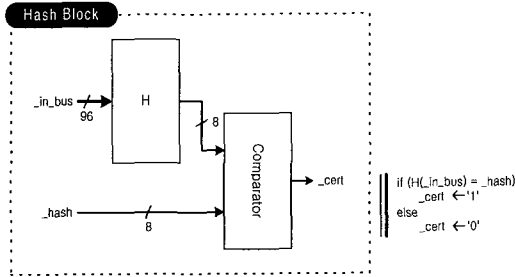 Hash Block
_in_bus
96
H
8
Comparator
_cert
_hash
8
if (H(_in_bus) = _hash)
_cert ←'1'
else
_cert ←'0'